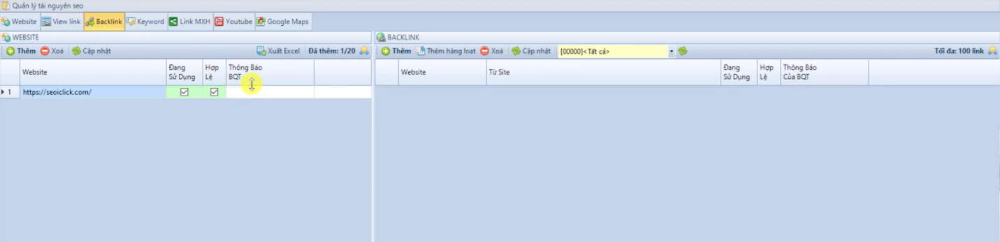 Quản lý tài nguyên seo
Website View link Backlink Keyword Link MXH Youtube Google Maps
WEBSITE
Thêm Xoá Cập nhật Xuất Excel Đã thêm: 1/20
Website Đang Sử Dụng Hợp Lệ Thông Báo BQT
1 https://seoiclick.com/
BACKLINK
Thêm Thêm hàng loạt Xoá Cập nhật [00000]<Tất cả> Tối đa: 100 link
Website Từ Site Đang Sử Dụng Hợp Lệ Thông Báo Của BQT